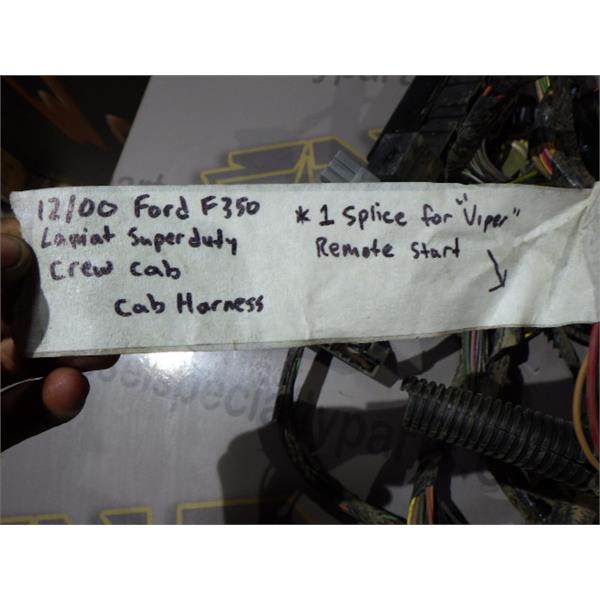 12/00 Ford F350
Lariat Superduty
Crew cab
Cab Harness
* 1 Splice for "Viper"
Remote Start